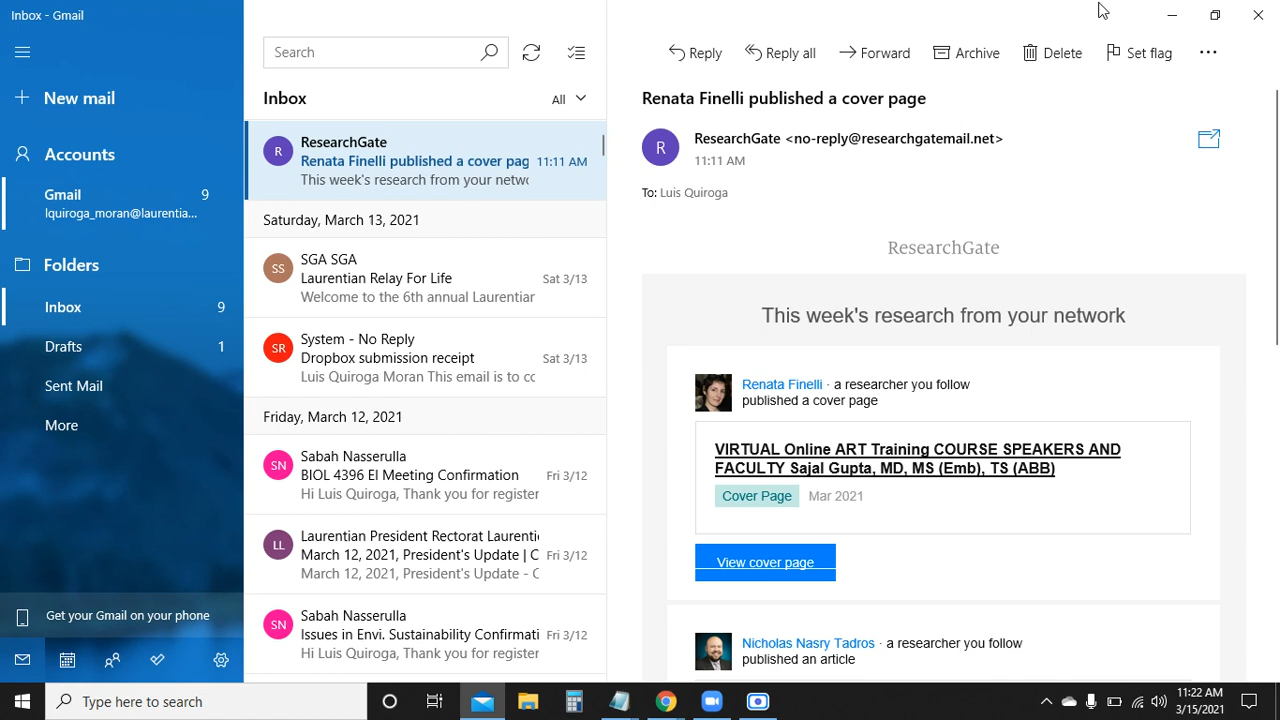 Inbox - Gmail
New mail
Accounts
Gmail 9
lquiroga_moran@laurentia...
Folders
Inbox 9
Drafts 1
Sent Mail
More
Get your Gmail on your phone
Search
Inbox All
R ResearchGate
Renata Finelli published a cover pag 11:11 AM
This week's research from your netwo
Saturday, March 13, 2021
SS SGA SGA
Laurentian Relay For Life Sat 3/13
Welcome to the 6th annual Laurentian
SR System - No Reply
Dropbox submission receipt Sat 3/13
Luis Quiroga Moran This email is to cc
Friday, March 12, 2021
SN Sabah Nasserulla
BIOL 4396 EI Meeting Confirmation Fri 3/12
Hi Luis Quiroga, Thank you for register
LL Laurentian President Rectorat Laurenti
March 12, 2021, President's Update | C Fri 3/12
March 12, 2021, President's Update - C
SN Sabah Nasserulla
Issues in Envi. Sustainability Confirmati Fri 3/12
Hi Luis Quiroga, Thank you for register
Reply Reply all Forward Archive Delete Set flag
Renata Finelli published a cover page
R ResearchGate <no-reply@researchgatemail.net>
11:11 AM
To: Luis Quiroga
ResearchGate
This week's research from your network
Renata Finelli · a researcher you follow
published a cover page
VIRTUAL Online ART Training COURSE SPEAKERS AND
FACULTY Sajal Gupta, MD, MS (Emb), TS (ABB)
Cover Page Mar 2021
View cover page
Nicholas Nasry Tadros · a researcher you follow
published an article
Type here to search
11:22 AM
3/15/2021